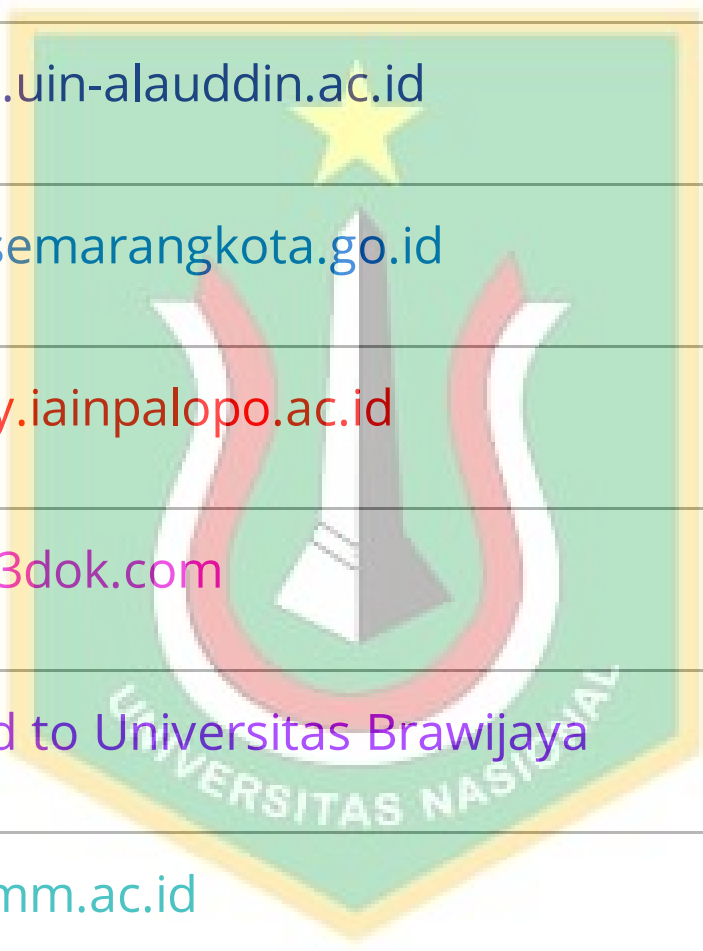 .uin-alauddin.ac.id
semarangkota.go.id
y.iainpalopo.ac.id
3dok.com
d to Universitas Brawijaya
UNIVERSITAS NASIONAL
mm.ac.id